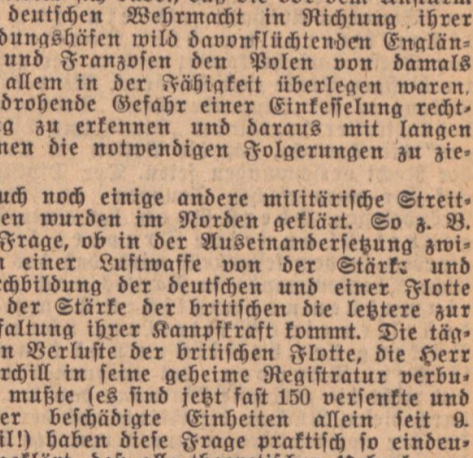 deutschen Wehrmacht in Richtung ihrer
dungshäfen wild davonflüchtenden Englän-
und Franzosen den Polen von damals
allem in der Fähigkeit überlegen waren,
drohende Gefahr einer Einkesselung recht-
g zu erkennen und daraus mit langen
nen die notwendigen Folgerungen zu zie-
uch noch einige andere militärische Streit-
en wurden im Norden geklärt. So z. B.
Frage, ob in der Auseinandersetzung zwi-
n einer Luftwaffe von der Stärke und
chbildung der deutschen und einer Flotte
der Stärke der britischen die letztere zur
faltung ihrer Kampfkraft kommt. Die täg-
n Verluste der britischen Flotte, die Herr
rchill in seine geheime Registratur verbu-
mußte (es sind jetzt fast 150 versenkte und
er beschädigte Einheiten allein seit 9.
il!) haben diese Frage praktisch so eindeu-